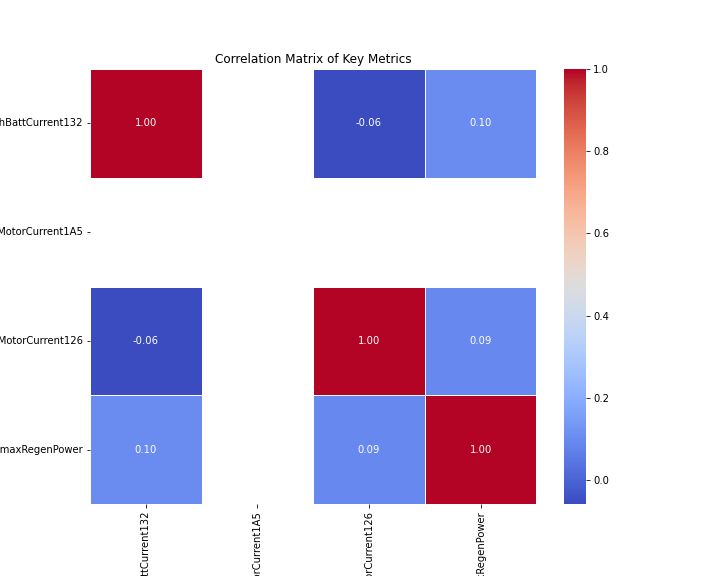 Correlation Matrix of Key Metrics
hBattCurrent132
1.00
-0.06
0.10
MotorCurrent1A5
MotorCurrent126
-0.06
1.00
0.09
maxRegenPower
0.10
0.09
1.00
ttCurrent132
orCurrent1A5
orCurrent126
RegenPower
1.0
0.8
0.6
0.4
0.2
0.0